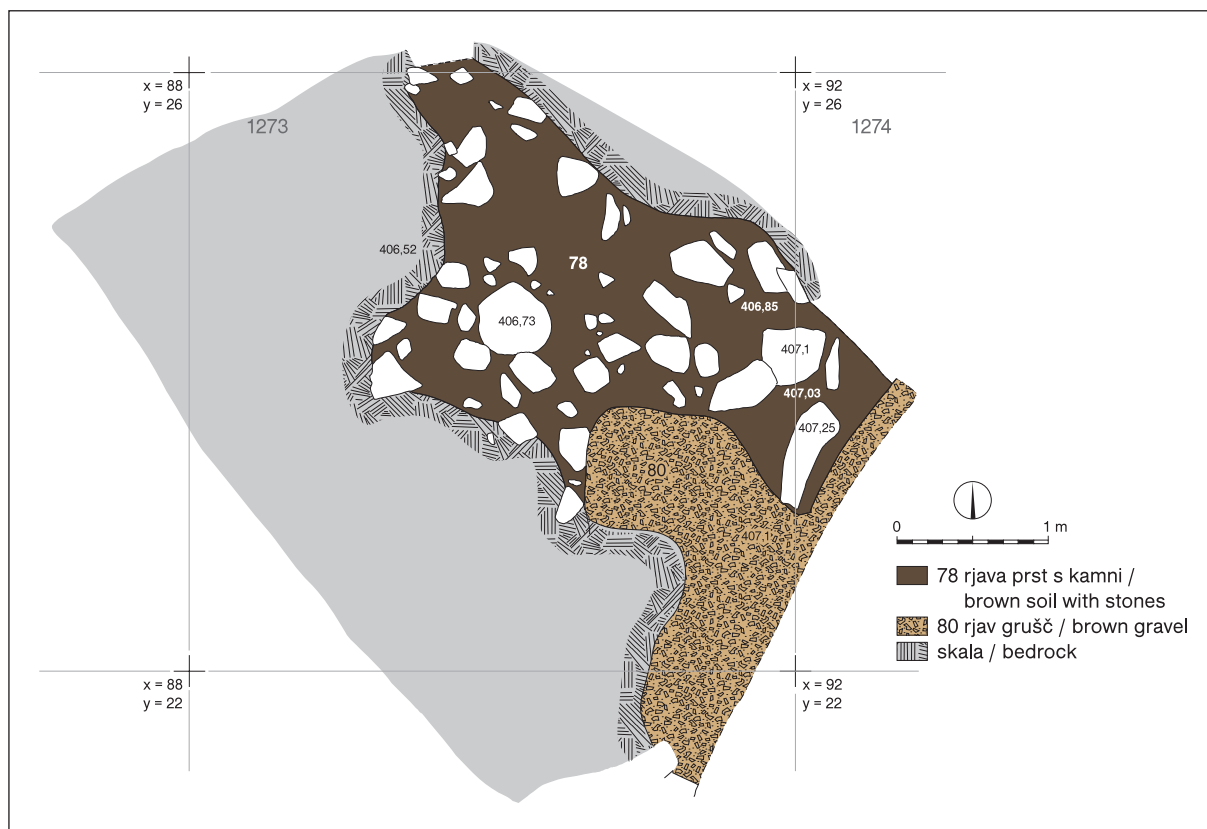 x = 88
y = 26
x = 92
y = 26
1273
1274
406,52
78
406,85
406,73
407,1
407,03
407,25
80
407,1
0 1 m
78 rjava prst s kamni /
brown soil with stones
80 rjav grušč / brown gravel
skala / bedrock
x = 88
y = 22
x = 92
y = 22